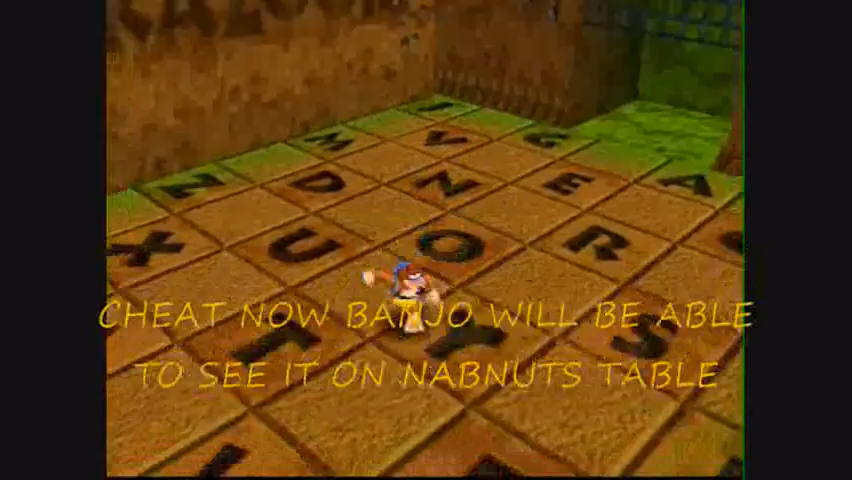 I
M V G
Z D N E A
X U O R
CHEAT NOW BANJO WILL BE ABLE
TO SEE IT ON NABNUTS TABLE